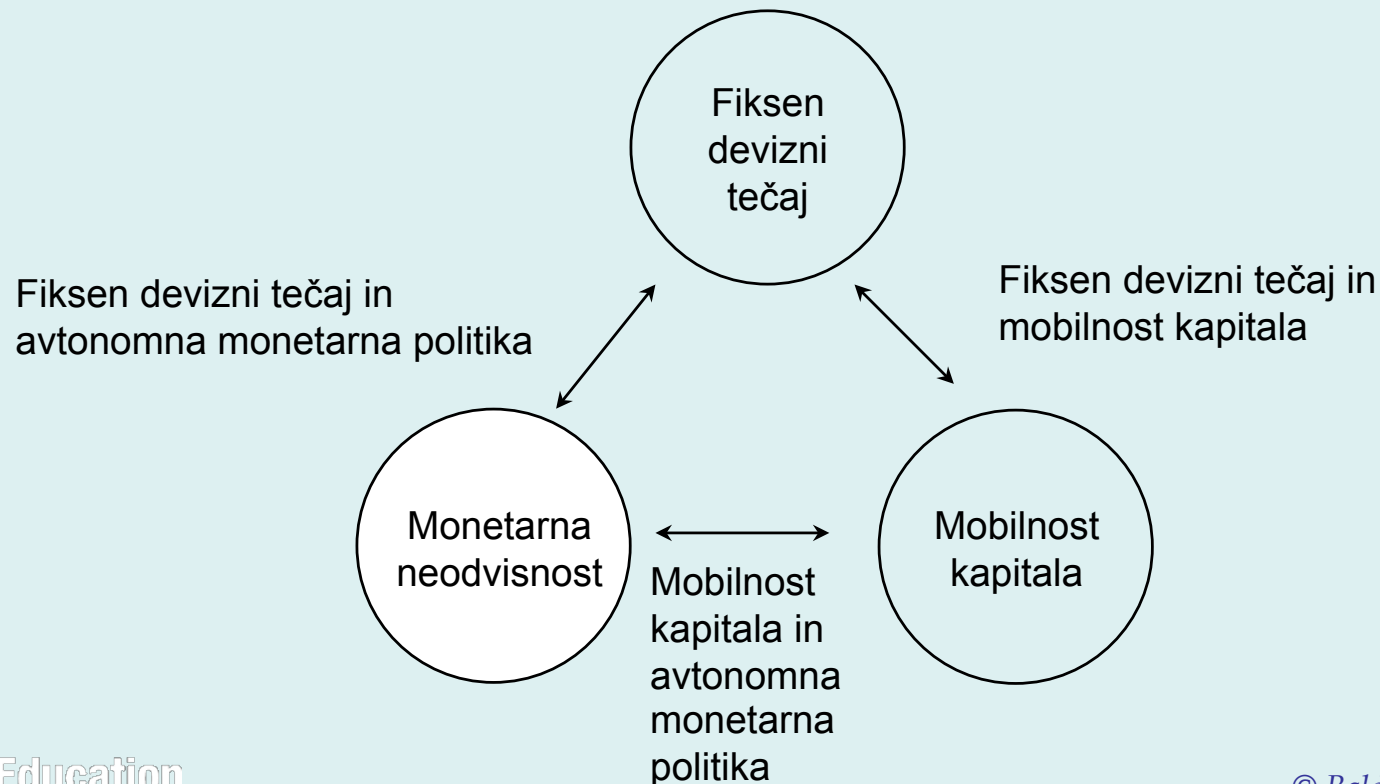 Fiksen
devizni
tečaj
Fiksen devizni tečaj in
avtonomna monetarna politika
Fiksen devizni tečaj in
mobilnost kapitala
Monetarna
neodvisnost
Mobilnost
kapitala in
avtonomna
monetarna
politika
Mobilnost
kapitala
Education
©